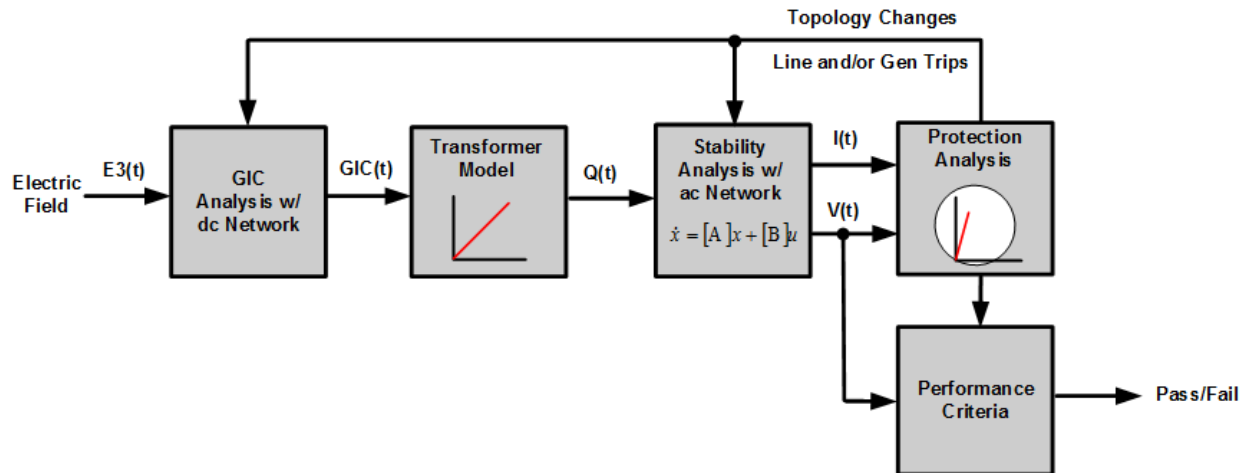 Topology Changes
Line and/or Gen Trips
Electric
Field
E3(t)
GIC
Analysis w/
dc Network
GIC(t)
Transformer
Model
Q(t)
Stability
Analysis w/
ac Network
ẋ = [A]x + [B]u
I(t)
V(t)
Protection
Analysis
Performance
Criteria
Pass/Fail